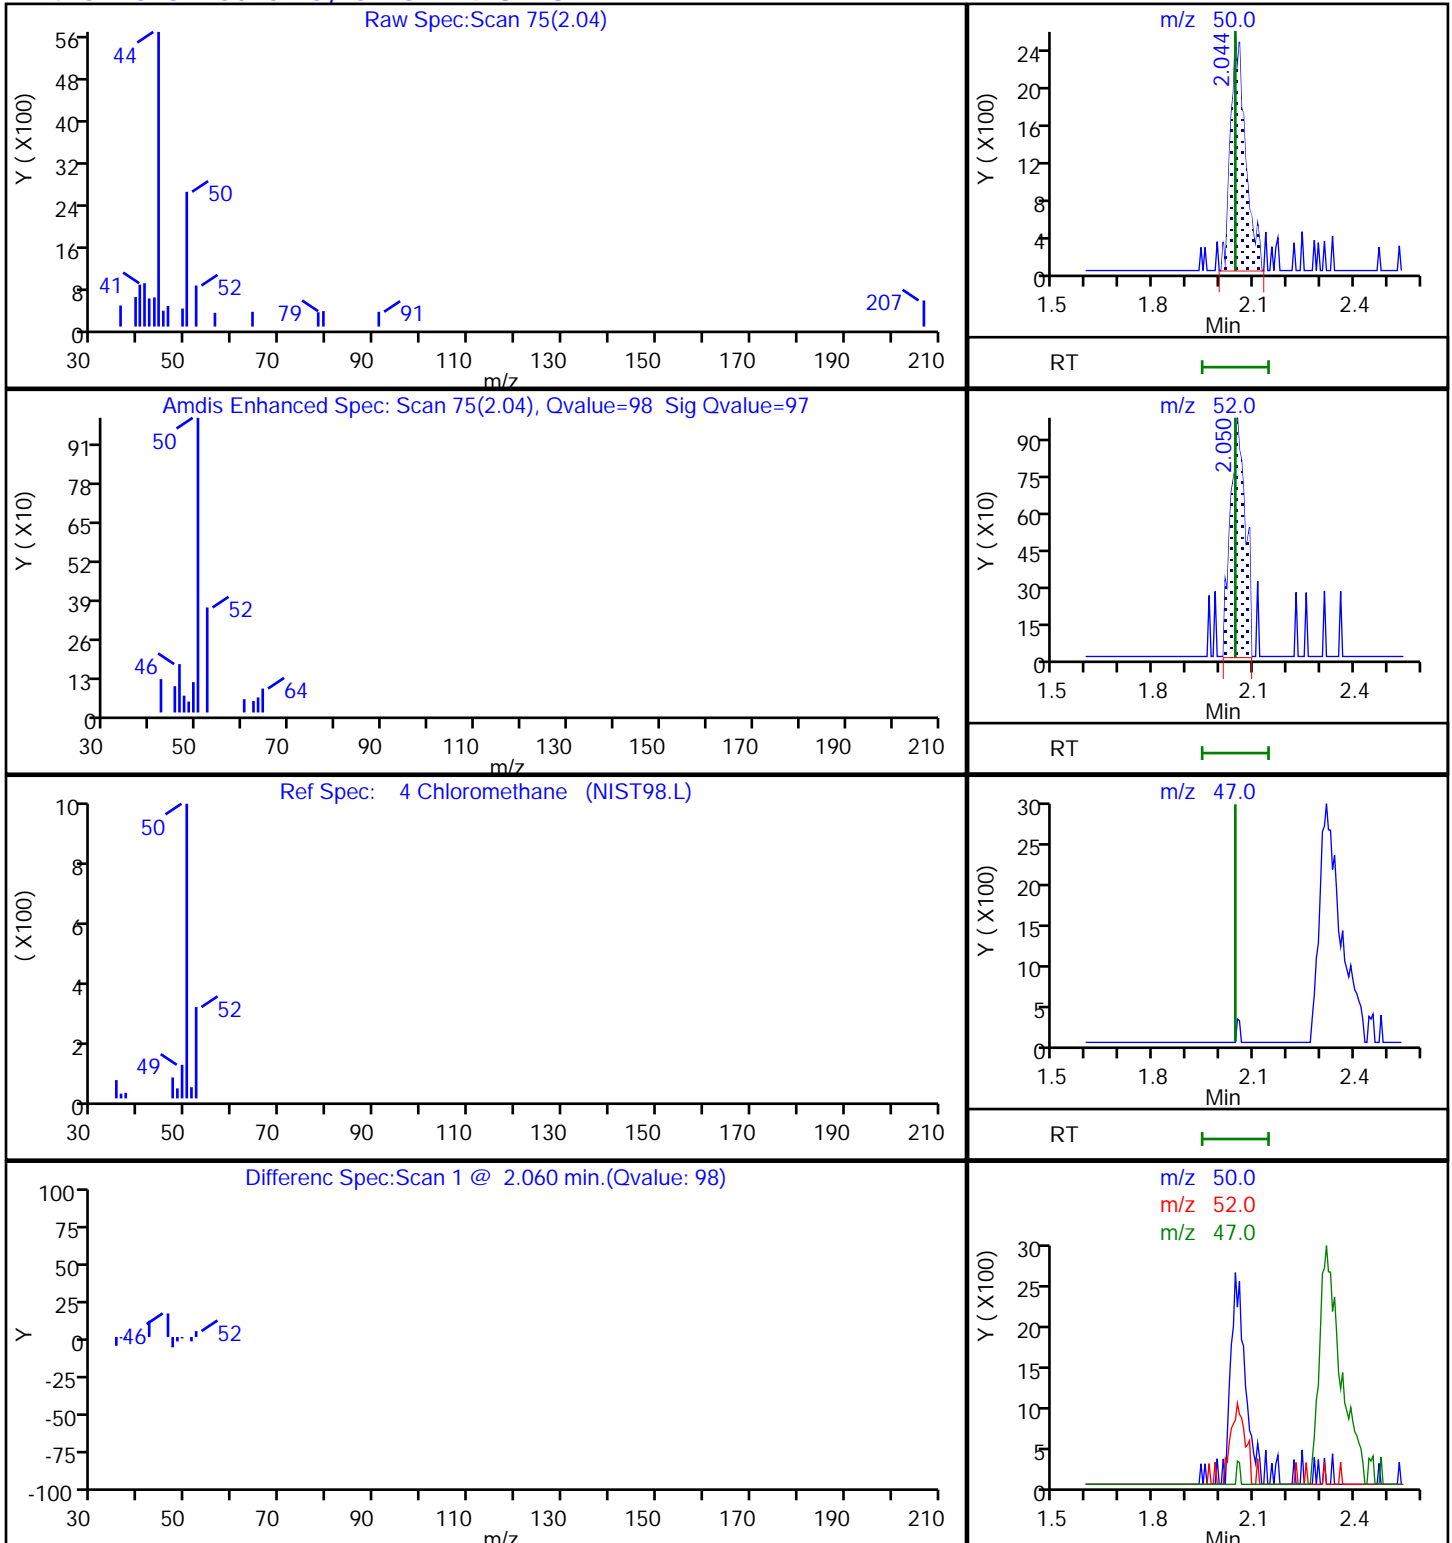 Raw Spec:Scan 75(2.04)
Y ( X100)
56
48
40
32
24
16
8
0
44
50
41
52
79
91
207
30 50 70 90 110 130 150 170 190 210
m/z
m/z 50.0
Y ( X100)
24
20
16
12
8
4
0
2.044
1.5 1.8 2.1 2.4
Min
RT
Amdis Enhanced Spec: Scan 75(2.04), Qvalue=98 Sig Qvalue=97
Y ( X10)
91
78
65
52
39
26
13
0
50
52
46
64
30 50 70 90 110 130 150 170 190 210
m/z
m/z 52.0
Y ( X10)
90
75
60
45
30
15
0
2.050
1.5 1.8 2.1 2.4
Min
RT
Ref Spec: 4 Chloromethane (NIST98.L)
( X100)
10
8
6
4
2
0
50
52
49
30 50 70 90 110 130 150 170 190 210
m/z 47.0
Y ( X100)
30
25
20
15
10
5
0
1.5 1.8 2.1 2.4
Min
RT
Differenc Spec:Scan 1 @ 2.060 min.(Qvalue: 98)
Y
100
75
50
25
0
-25
-50
-75
-100
46
52
30 50 70 90 110 130 150 170 190 210
m/z
m/z 50.0
m/z 52.0
m/z 47.0
Y ( X100)
30
25
20
15
10
5
0
1.5 1.8 2.1 2.4
Min